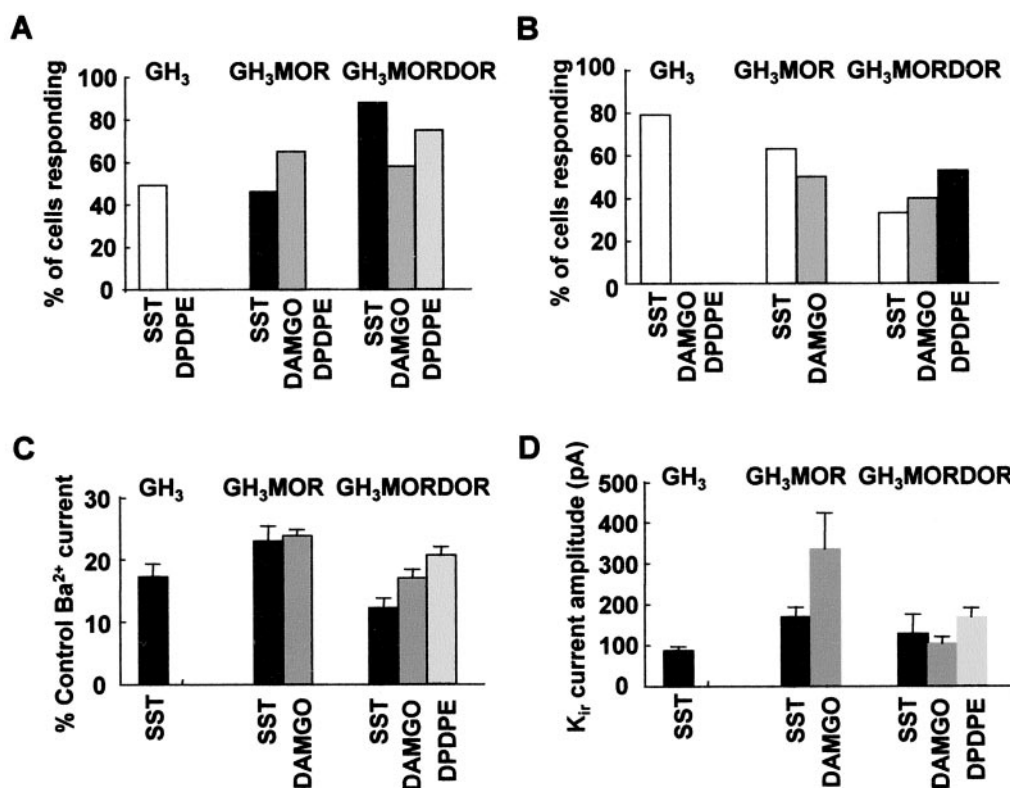 A
GH₃ GH₃MOR GH₃MORDOR
% of cells responding
100
80
60
40
20
0
SST
DPDPE
SST
DAMGO
DPDPE
SST
DAMGO
DPDPE
B
GH₃ GH₃MOR GH₃MORDOR
% of cells responding
100
80
60
40
20
0
SST
DAMGO
DPDPE
SST
DAMGO
SST
DAMGO
DPDPE
C
GH₃ GH₃MOR GH₃MORDOR
% Control Ba²⁺ current
30
20
10
0
SST
SST
DAMGO
SST
DAMGO
DPDPE
D
GH₃ GH₃MOR GH₃MORDOR
Kᵢᵣ current amplitude (pA)
500
400
300
200
100
0
SST
SST
DAMGO
SST
DAMGO
DPDPE